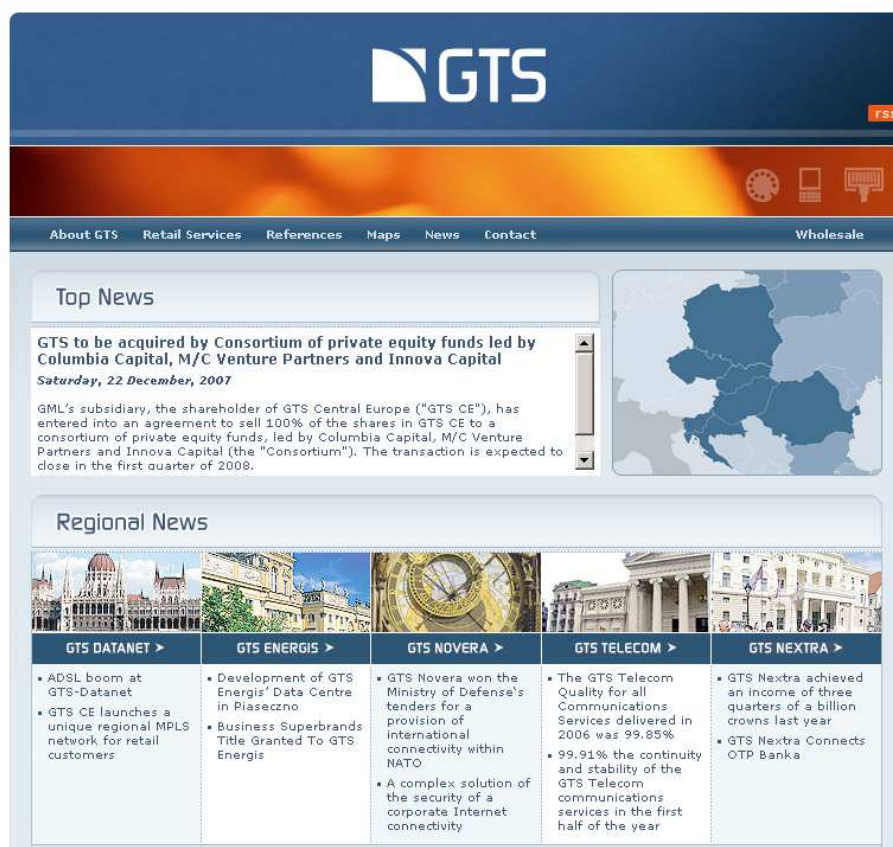 GTS
rss
About GTS Retail Services References Maps News Contact Wholesale
Top News
GTS to be acquired by Consortium of private equity funds led by
Columbia Capital, M/C Venture Partners and Innova Capital
Saturday, 22 December, 2007
GML's subsidiary, the shareholder of GTS Central Europe ("GTS CE"), has
entered into an agreement to sell 100% of the shares in GTS CE to a
consortium of private equity funds, led by Columbia Capital, M/C Venture
Partners and Innova Capital (the "Consortium"). The transaction is expected to
close in the first quarter of 2008.
Regional News
GTS DATANET
ADSL boom at
GTS-Datanet
GTS CE launches a
unique regional MPLS
network for retail
customers
GTS ENERGIS
Development of GTS
Energis' Data Centre
in Piaseczno
Business Superbrands
Title Granted To GTS
Energis
GTS NOVERA
GTS Novera won the
Ministry of Defense`s
tenders for a
provision of
international
connectivity within
NATO
A complex solution of
the security of a
corporate Internet
connectivity
GTS TELECOM
The GTS Telecom
Quality for all
Communications
Services delivered in
2006 was 99.85%
99.91% the continuity
and stability of the
GTS Telecom
communications
services in the first
half of the year
GTS NEXTRA
GTS Nextra achieved
an income of three
quarters of a billion
crowns last year
GTS Nextra Connects
OTP Banka